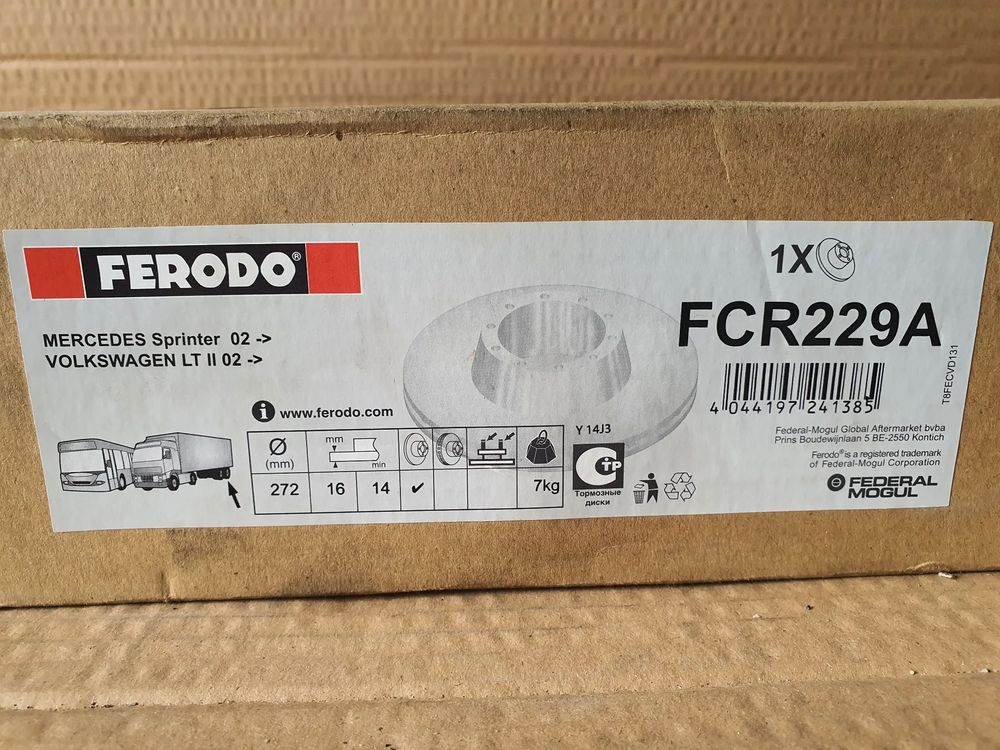 FERODO®
1X
FCR229A
MERCEDES Sprinter 02 ->
VOLKSWAGEN LT II 02 ->
T8FECVD131
4 044197 241385
i www.ferodo.com
Ø
(mm)
mm
min
272 16 14 ✓ 7kg
Y 14J3
СТР
Тормозные
диски
Federal-Mogul Global Aftermarket bvba
Prins Boudewijnlaan 5 BE-2550 Kontich
Ferodo® is a registered trademark
of Federal-Mogul Corporation
FEDERAL
MOGUL